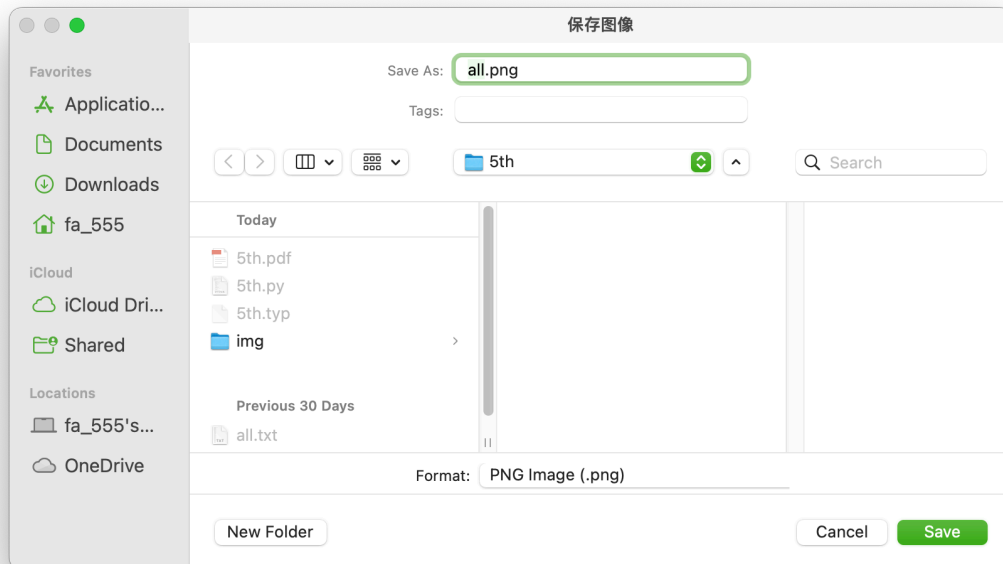 保存图像
Favorites
Applicatio...
Documents
Downloads
fa_555
iCloud
iCloud Dri...
Shared
Locations
fa_555's...
OneDrive
Save As: all.png
Tags:
5th
Search
Today
5th.pdf
5th.py
5th.typ
img
Previous 30 Days
all.txt
Format: PNG Image (.png)
New Folder
Cancel
Save